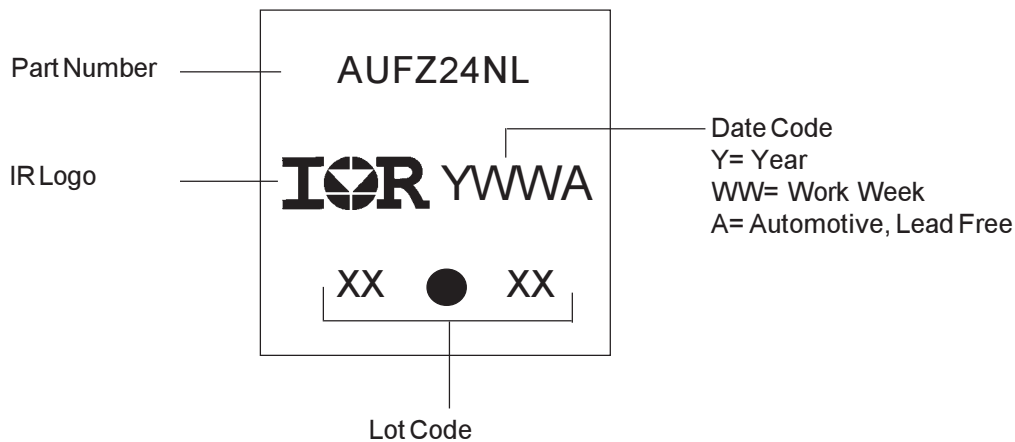 Part Number
AUFZ24NL
IR Logo
IOR YWWA
Date Code
Y= Year
WW= Work Week
A= Automotive, Lead Free
XX ● XX
Lot Code